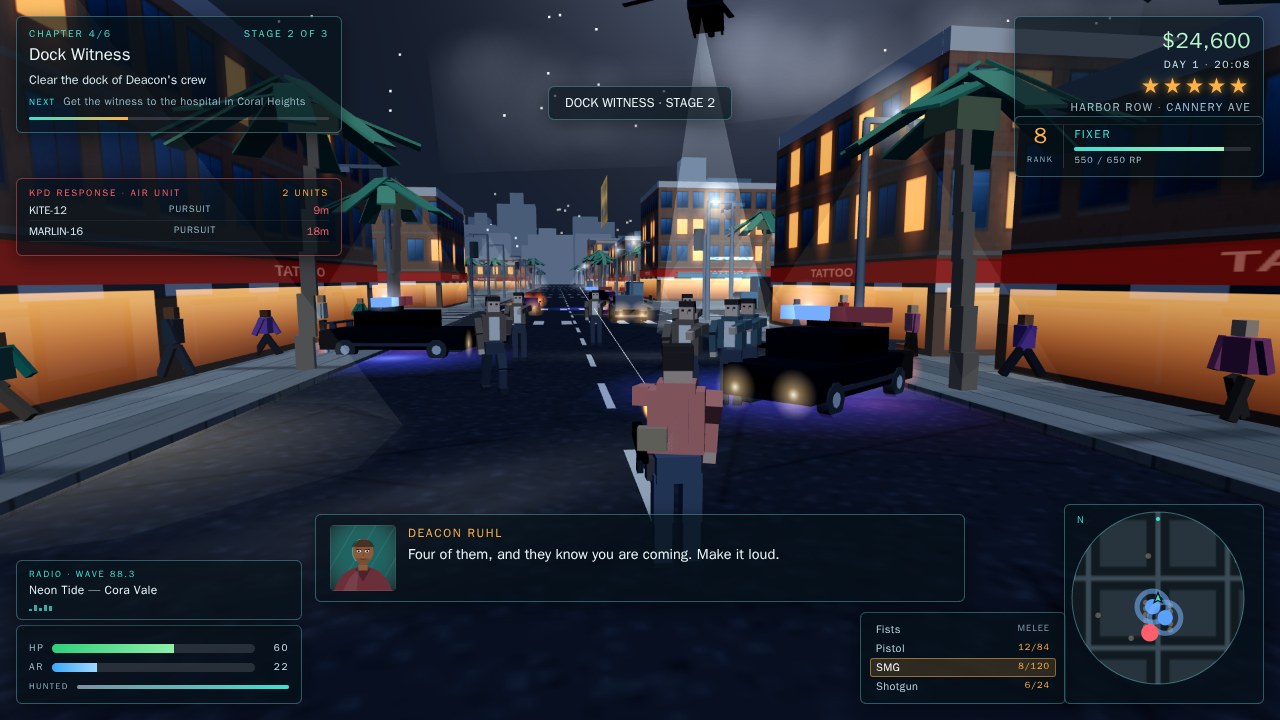 CHAPTER 4/6 STAGE 2 OF 3
Dock Witness
Clear the dock of Deacon's crew
NEXT Get the witness to the hospital in Coral Heights
KPD RESPONSE · AIR UNIT 2 UNITS
KITE-12 PURSUIT 9m
MARLIN-16 PURSUIT 18m
DOCK WITNESS · STAGE 2
$24,600
DAY 1 · 20:08
★★★★★
HARBOR ROW · CANNERY AVE
8 RANK
FIXER
550 / 650 RP
TATTOO
TATTOO
TA
DEACON RUHL
Four of them, and they know you are coming. Make it loud.
RADIO · WAVE 88.3
Neon Tide — Cora Vale
HP 60
AR 22
HUNTED
Fists MELEE
Pistol 12/84
SMG 8/120
Shotgun 6/24
N